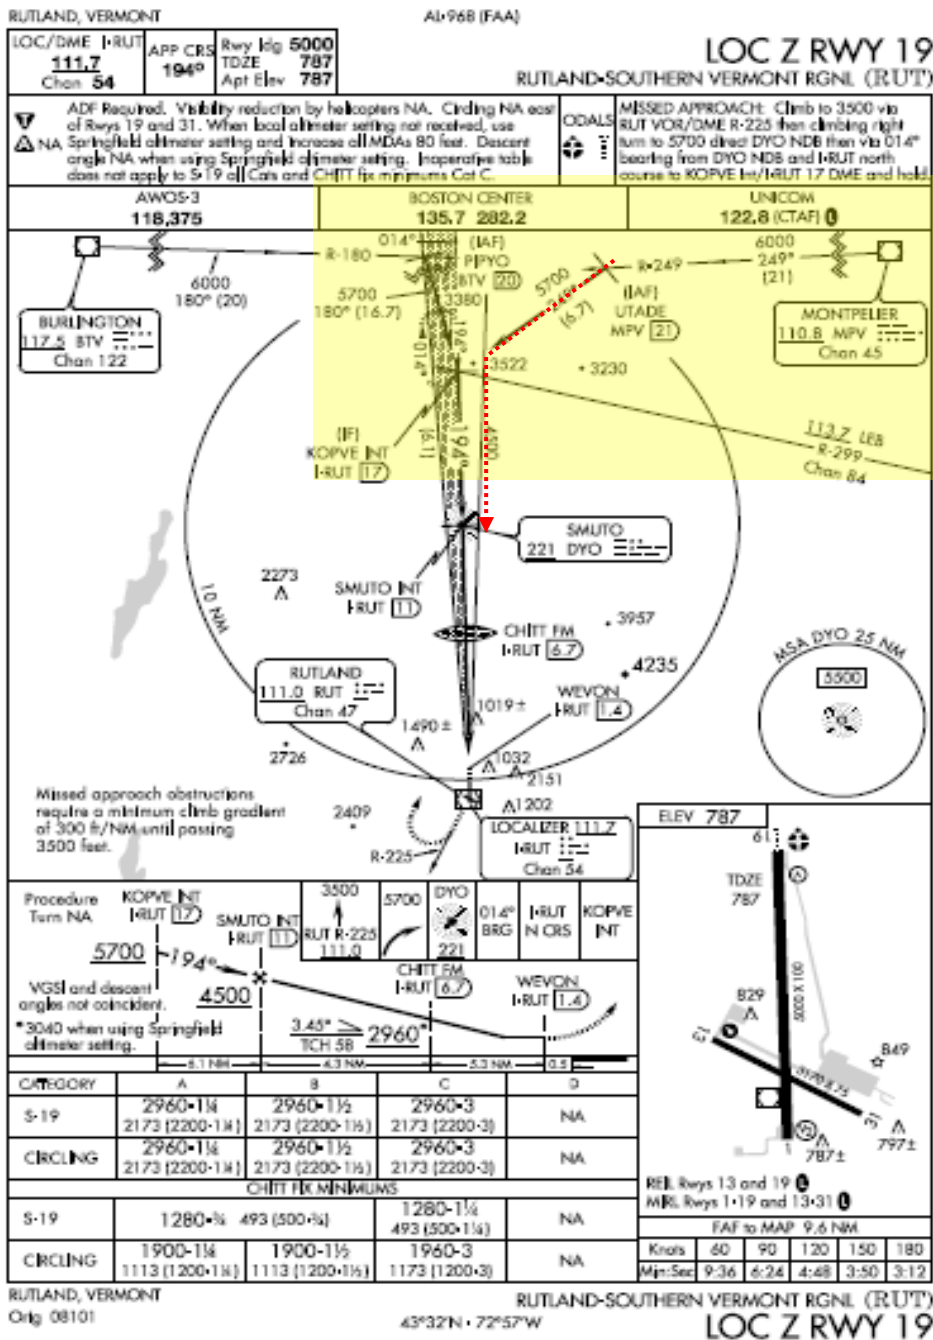 RUTLAND, VERMONT
AL-968 (FAA)
LOC/DME I-RUT
111.7
Chan 54
APP CRS
194°
Rwy ldg 5000
TDZE 787
Apt Elev 787
LOC Z RWY 19
RUTLAND-SOUTHERN VERMONT RGNL (RUT)
T
A NA
ADF Required. Visibility reduction by helicopters NA. Circling NA east
of Rwys 19 and 31. When local altimeter setting not received, use
Springfield altimeter setting and increase all MDAs 80 feet. Descent
angle NA when using Springfield altimeter setting. Inoperative table
does not apply to S-19 all Cats and CHITT fix minimums Cat C.
ODALS
MISSED APPROACH: Climb to 3500 via
RUT VOR/DME R-225 then climbing right
turn to 5700 direct DYO NDB then via 014°
bearing from DYO NDB and I-RUT north
course to KOPVE Int/I-RUT 17 DME and hold.
AWOS-3
118.375
BOSTON CENTER
135.7 282.2
UNICOM
122.8 (CTAF) L
014°
(IAF)
PIPYO
BTV 20
3380
R-180
6000
180° (20)
5700
180° (16.7)
5700
249°
(6.7)
R-249
6000
249°
(21)
(IAF)
UTADE
MPV 21
BURLINGTON
117.5 BTV
Chan 122
MONTPELIER
110.8 MPV
Chan 45
194°
014°
3522
3230
(IF)
KOPVE INT
I-RUT 17
(6.1)
194°
4500
113.7 LEB
R-299
Chan 84
SMUTO
221 DYO
2273
10 NM
SMUTO INT
I-RUT 11
CHITT FM
I-RUT 6.7
3957
4235
MSA DYO 25 NM
5500
RUTLAND
111.0 RUT
Chan 47
WEVON
I-RUT 1.4
1019±
1490±
2726
1032
2151
1202
Missed approach obstructions
require a minimum climb gradient
of 300 ft/NM until passing
3500 feet.
2409
R-225
LOCALIZER 111.7
I-RUT
Chan 54
ELEV 787
19
TDZE
787
5000 X 100
829
13
849
3170 X 75
31
797±
787±
1
REIL Rwys 13 and 19 L
MIRL Rwys 1-19 and 13-31 L
Procedure
Turn NA
KOPVE INT
I-RUT 17
SMUTO INT
I-RUT 11
3500
RUT R-225
111.0
5700
DYO
221
014°
BRG
I-RUT
N CRS
KOPVE
INT
5700
194°
4500
CHITT FM
I-RUT 6.7
WEVON
I-RUT 1.4
VGSI and descent
angles not coincident.
*3040 when using Springfield
altimeter setting.
3.45°
TCH 58
2960*
6.1 NM
4.3 NM
5.3 NM
0.5
CATEGORY A B C D
S-19 2960-1¼ 2960-1½ 2960-3 NA
2173 (2200-1¼) 2173 (2200-1½) 2173 (2200-3)
CIRCLING 2960-1¼ 2960-1½ 2960-3 NA
2173 (2200-1¼) 2173 (2200-1½) 2173 (2200-3)
CHITT FIX MINIMUMS
S-19 1280-¾ 493 (500-¾) 1280-1¼ NA
493 (500-1¼)
CIRCLING 1900-1¼ 1900-1½ 1960-3 NA
1113 (1200-1¼) 1113 (1200-1½) 1173 (1200-3)
FAF to MAP 9.6 NM
Knots 60 90 120 150 180
Min:Sec 9:36 6:24 4:48 3:50 3:12
RUTLAND, VERMONT
Orig 08101
43°32'N - 72°57'W
RUTLAND-SOUTHERN VERMONT RGNL (RUT)
LOC Z RWY 19